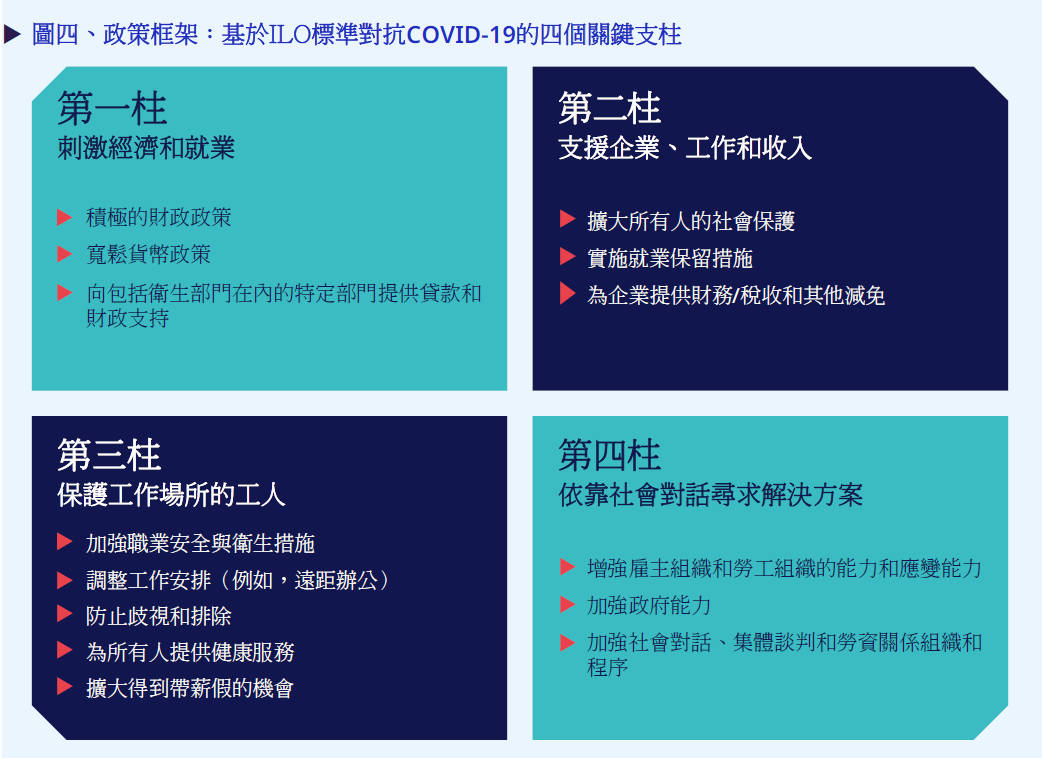 圖四、政策框架：基於ILO標準對抗COVID-19的四個關鍵支柱
第一柱
刺激經濟和就業
積極的財政政策
寬鬆貨幣政策
向包括衛生部門在內的特定部門提供貸款和
財政支持
第二柱
支援企業、工作和收入
擴大所有人的社會保護
實施就業保留措施
為企業提供財務/稅收和其他減免
第三柱
保護工作場所的工人
加強職業安全與衛生措施
調整工作安排（例如，遠距辦公）
防止歧視和排除
為所有人提供健康服務
擴大得到帶薪假的機會
第四柱
依靠社會對話尋求解決方案
增強雇主組織和勞工組織的能力和應變能力
加強政府能力
加強社會對話、集體談判和勞資關係組織和
程序